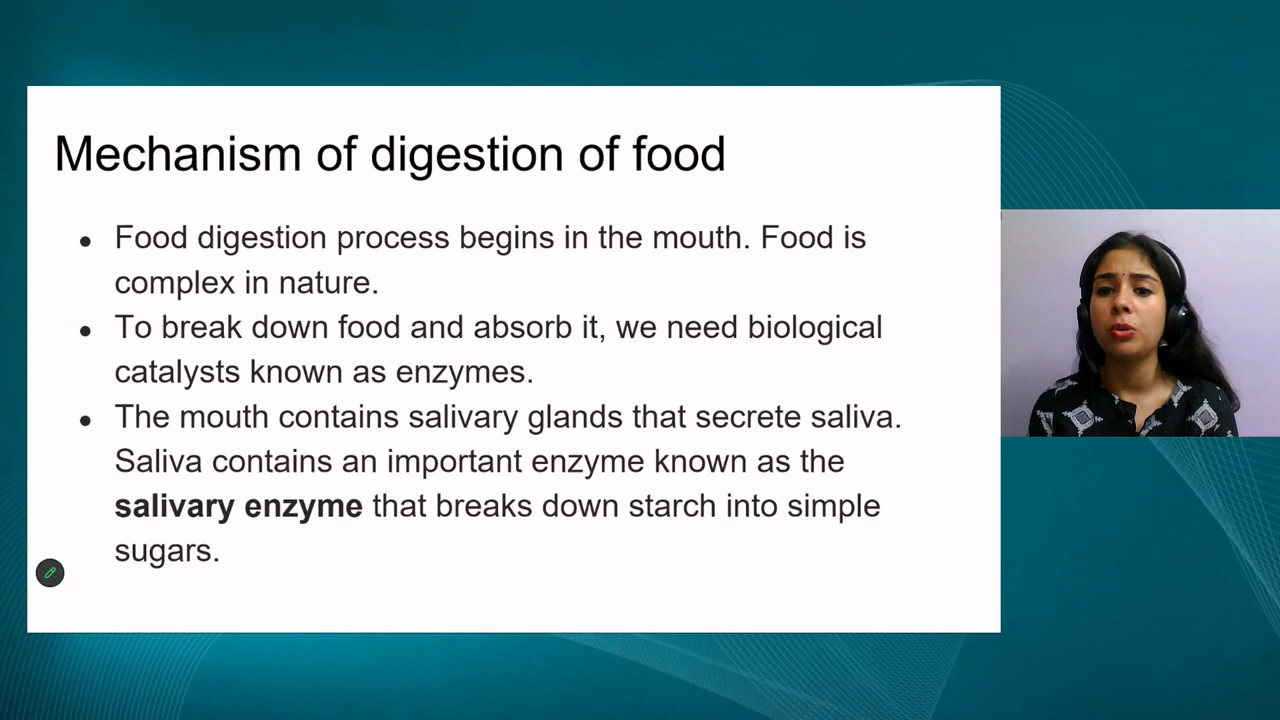 Mechanism of digestion of food
● Food digestion process begins in the mouth. Food is
complex in nature.
● To break down food and absorb it, we need biological
catalysts known as enzymes.
● The mouth contains salivary glands that secrete saliva.
Saliva contains an important enzyme known as the
salivary enzyme that breaks down starch into simple
sugars.